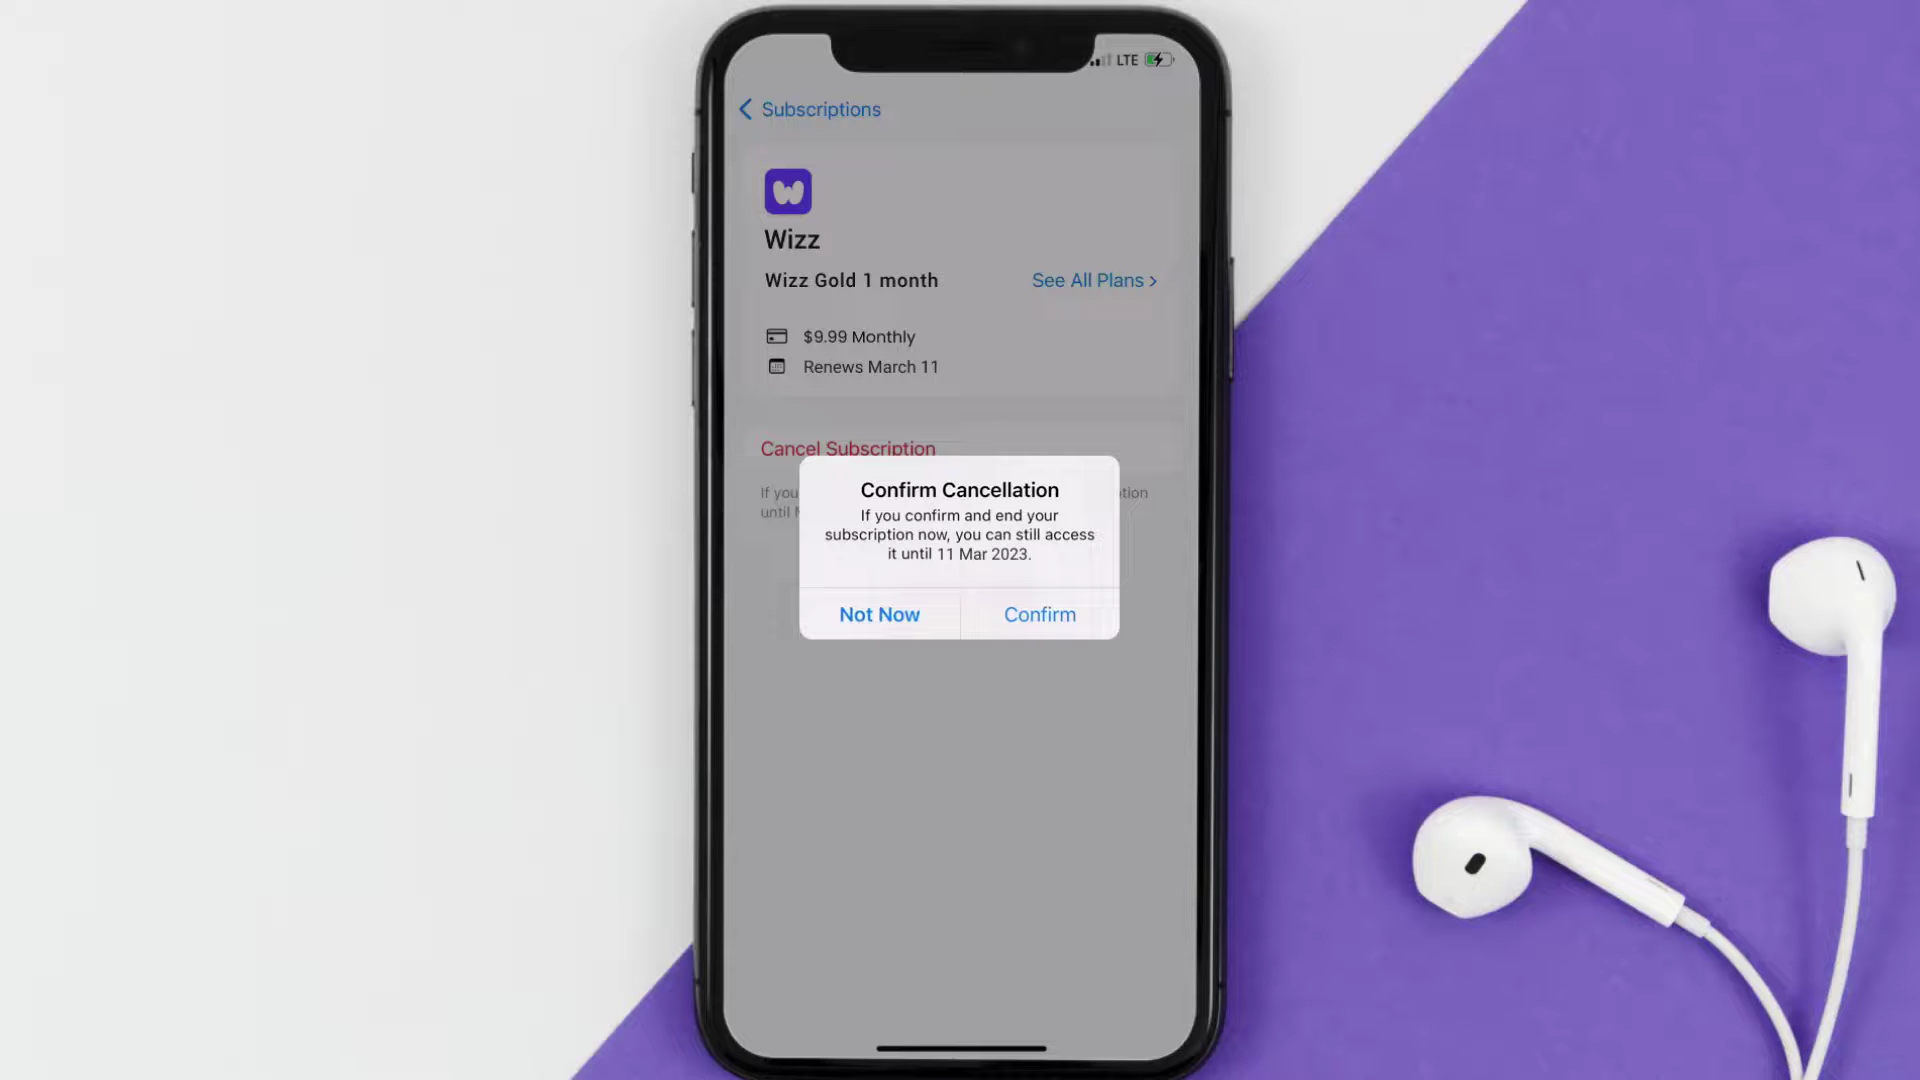 LTE
Subscriptions
Wizz
Wizz Gold 1 month
See All Plans
$9.99 Monthly
Renews March 11
Cancel Subscription
If you
tion
until
Confirm Cancellation
If you confirm and end your
subscription now, you can still access
it until 11 Mar 2023.
Not Now
Confirm